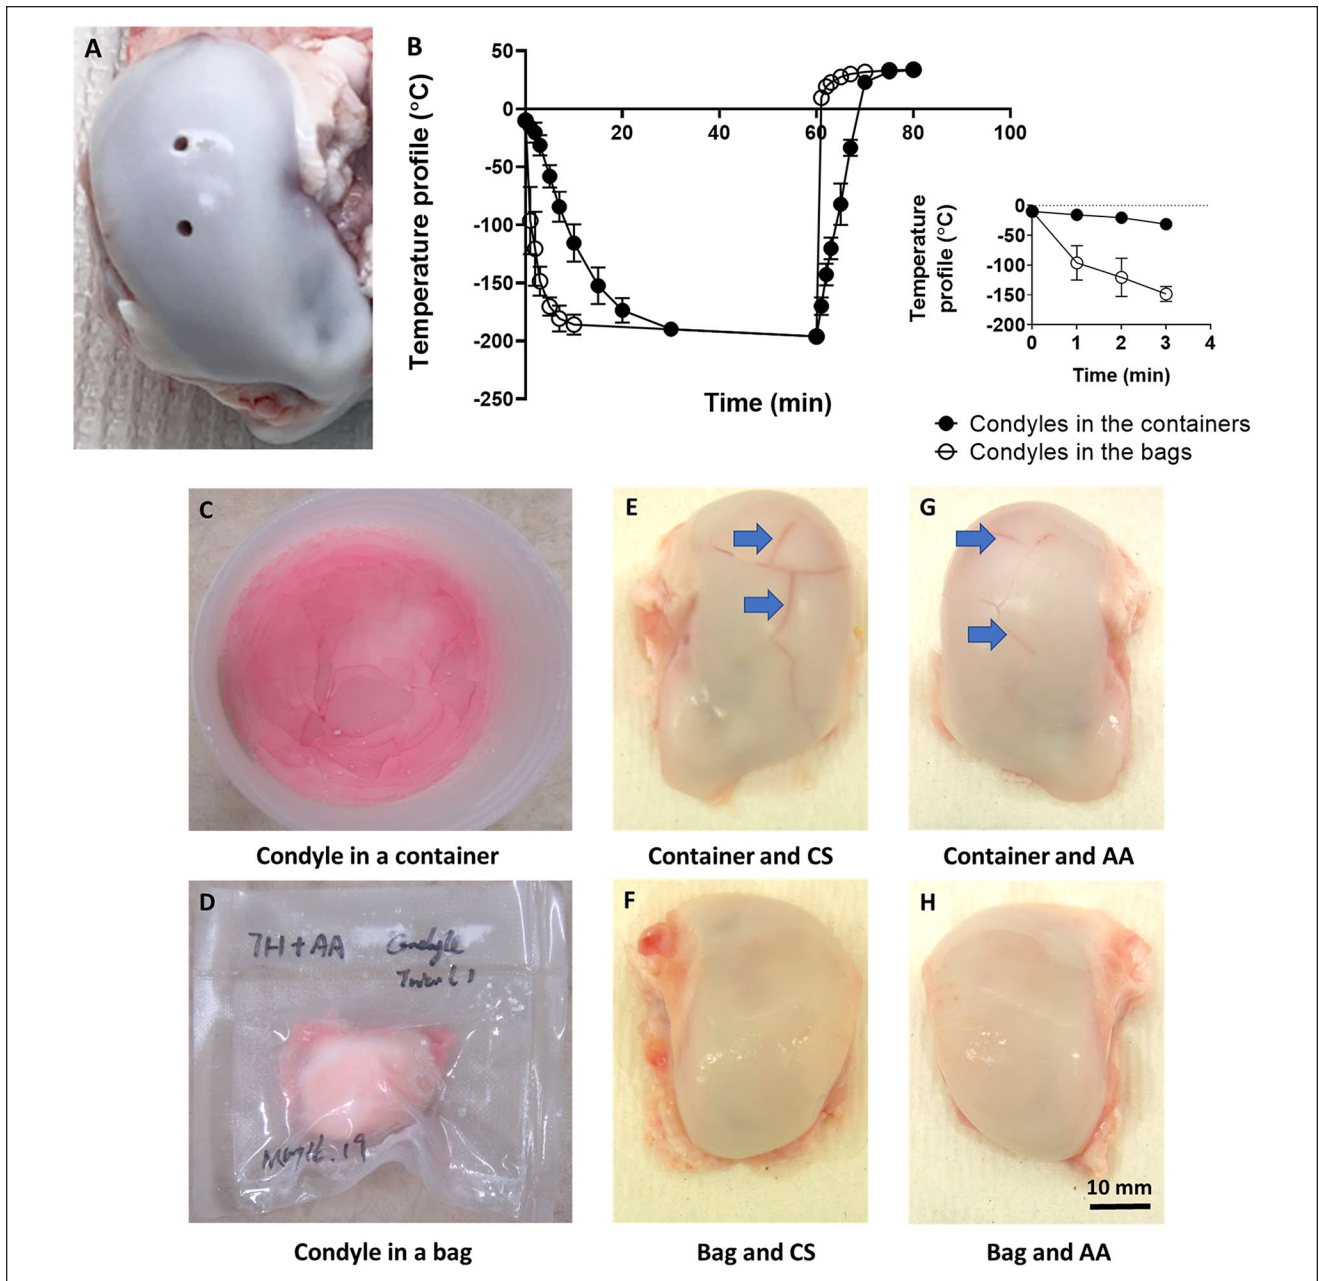 A
B
Temperature profile (°C)
50
0
-50
-100
-150
-200
-250
20
40
60
80
100
Time (min)
Temperature
profile (°C)
0
-50
-100
-150
-200
0
1
2
3
4
Time (min)
Condyles in the containers
Condyles in the bags
C
E
G
Condyle in a container
Container and CS
Container and AA
D
7H+AA Condyle
19
F
H
10 mm
Condyle in a bag
Bag and CS
Bag and AA